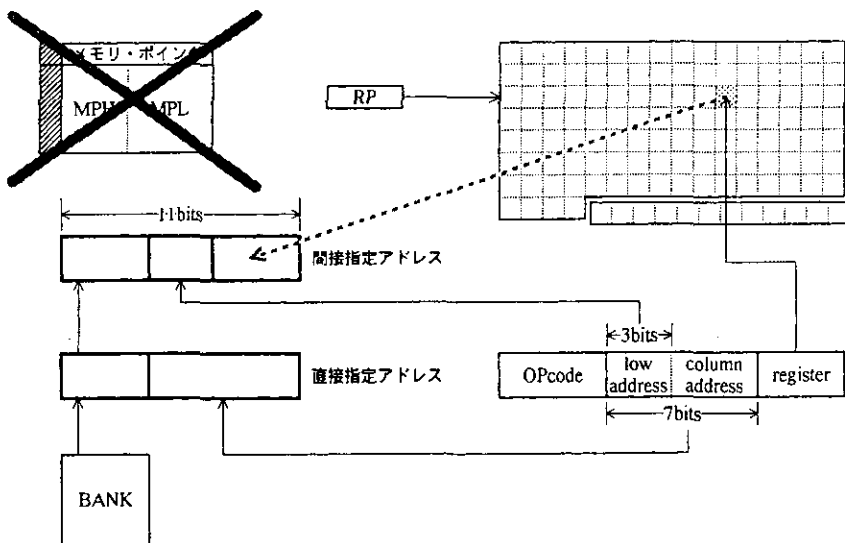 メモリ・ポインタ
MPH
MPL
RP
11bits
間接指定アドレス
3bits
直接指定アドレス
OPcode
low
address
column
address
register
7bits
BANK